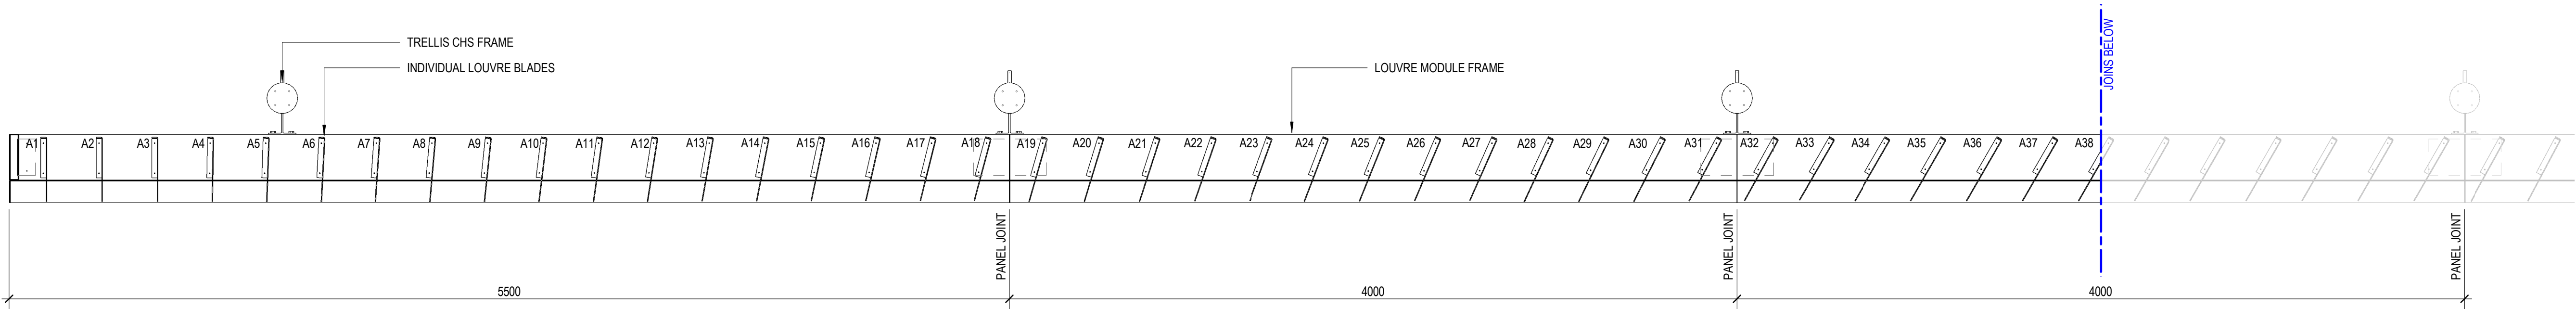 TRELLIS CHS FRAME
INDIVIDUAL LOUVRE BLADES
LOUVRE MODULE FRAME
JOINS BELOW
A1 A2 A3 A4 A5 A6 A7 A8 A9 A10 A11 A12 A13 A14 A15 A16 A17 A18 A19 A20 A21 A22 A23 A24 A25 A26 A27 A28 A29 A30 A31 A32 A33 A34 A35 A36 A37 A38
PANEL JOINT
PANEL JOINT
PANEL JOINT
5500 4000 4000